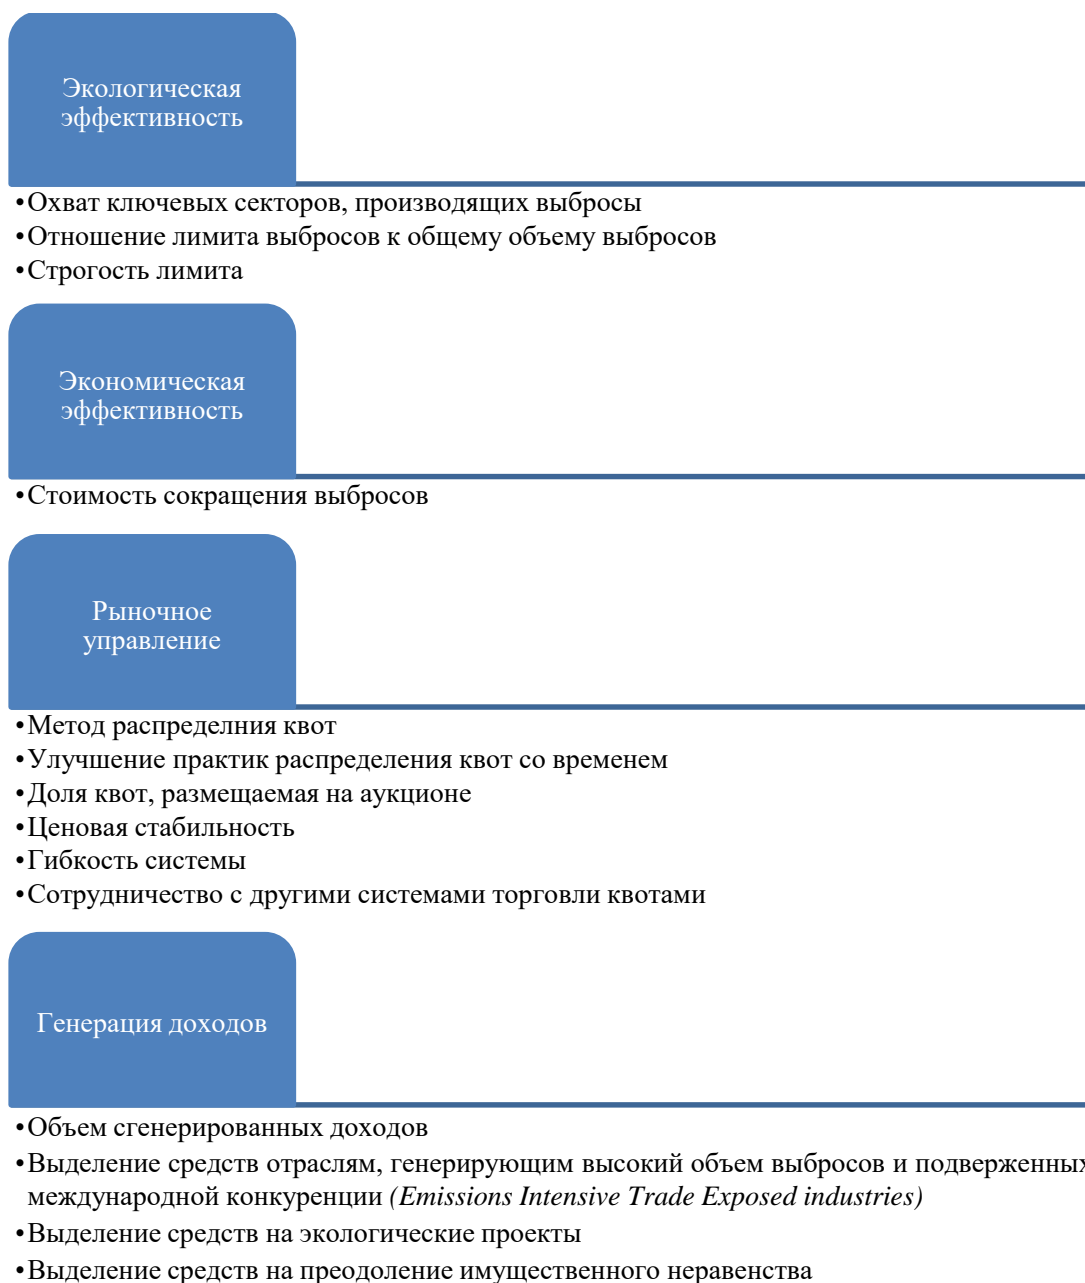 Экологическая
эффективность
•Охват ключевых секторов, производящих выбросы
•Отношение лимита выбросов к общему объему выбросов
•Строгость лимита
Экономическая
эффективность
•Стоимость сокращения выбросов
Рыночное
управление
•Метод распределния квот
•Улучшение практик распределения квот со временем
•Доля квот, размещаемая на аукционе
•Ценовая стабильность
•Гибкость системы
•Сотрудничество с другими системами торговли квотами
Генерация доходов
•Объем сгенерированных доходов
•Выделение средств отраслям, генерирующим высокий объем выбросов и подверженных
международной конкуренции (Emissions Intensive Trade Exposed industries)
•Выделение средств на экологические проекты
•Выделение средств на преодоление имущественного неравенства